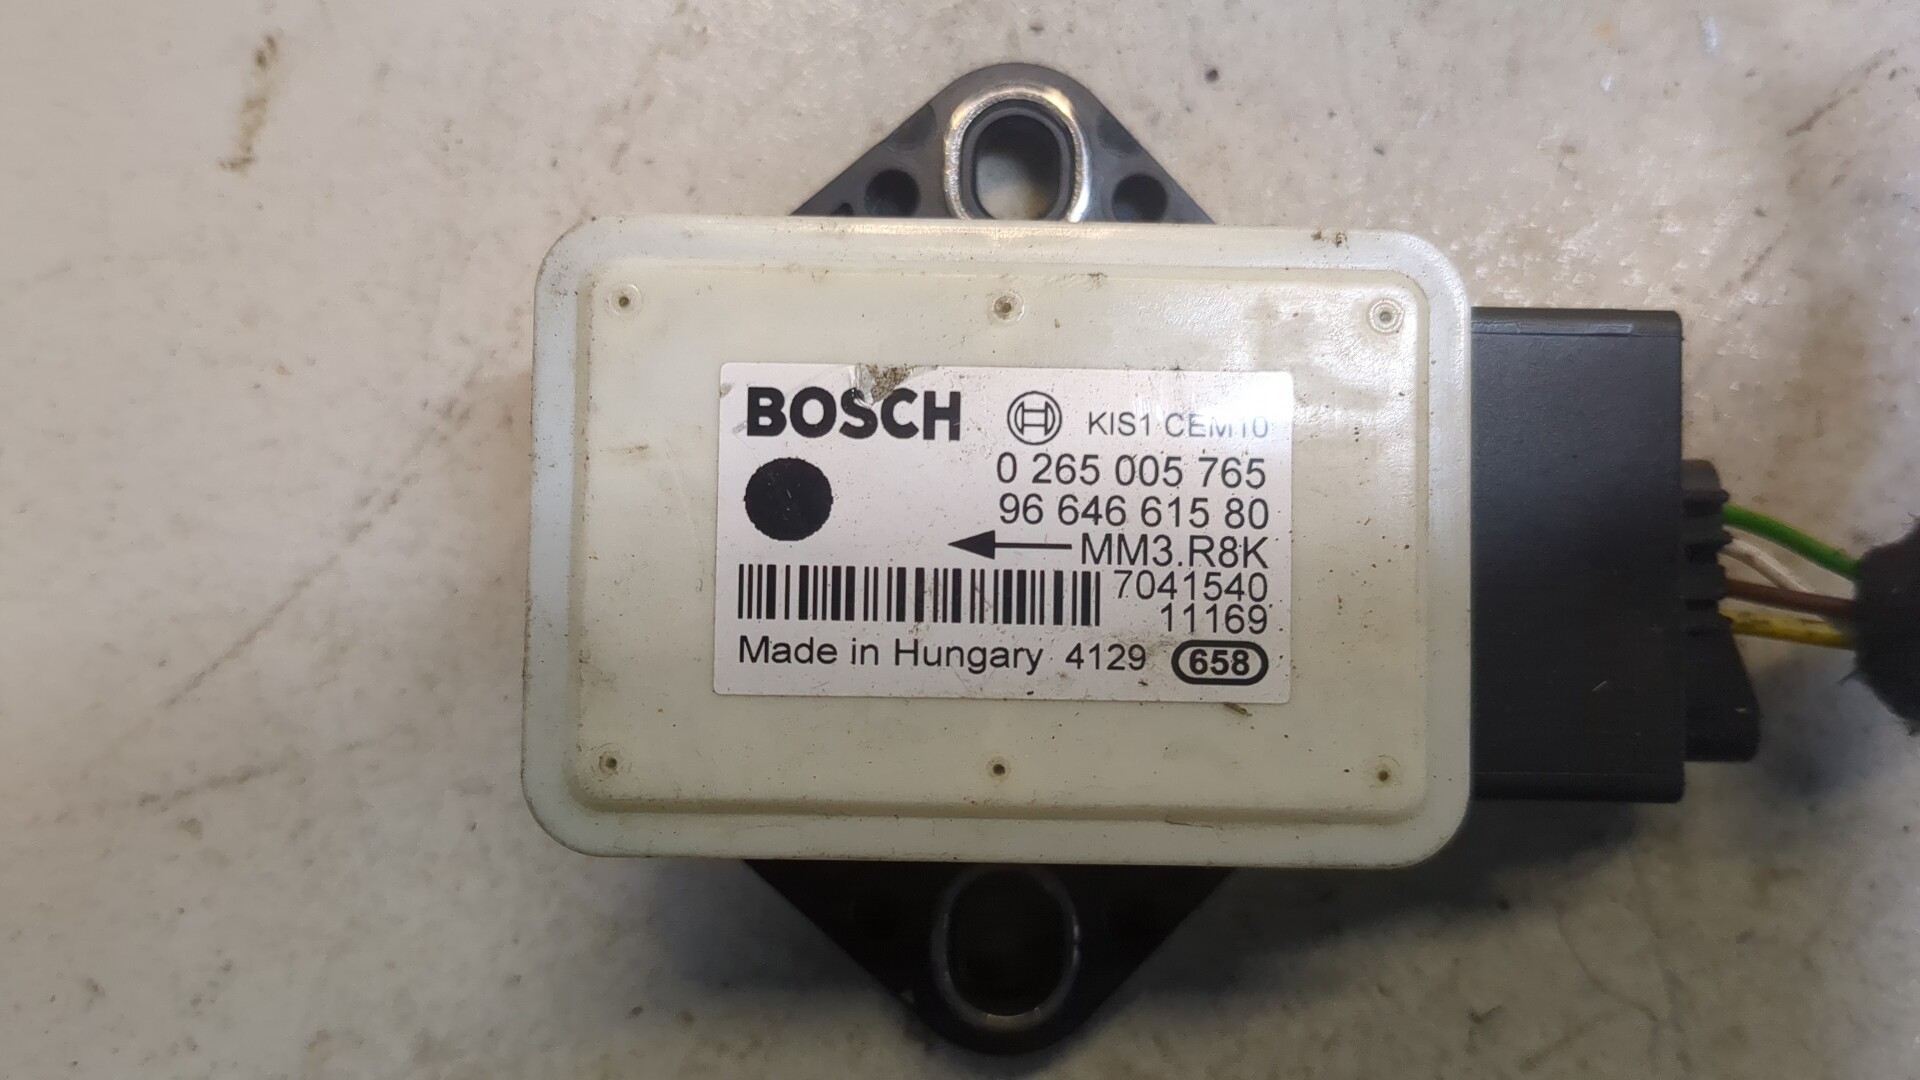 BOSCH KIS1 CEM10
0 265 005 765
96 646 615 80
MM3.R8K
7041540
11169
Made in Hungary 4129 658